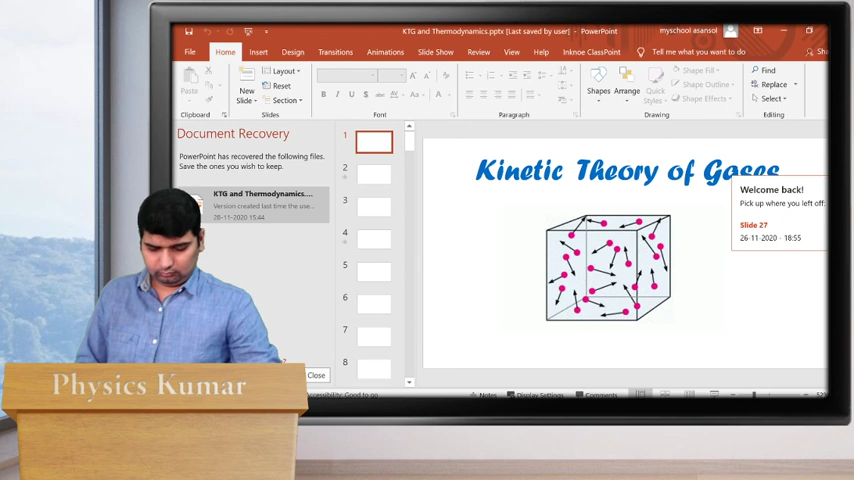 KTG and Thermodynamics.pptx [Last saved by user] - PowerPoint
myschool asansol
File Home Insert Design Transitions Animations Slide Show Review View Help Inknoe ClassPoint Tell me what you want to do
Paste
Clipboard
New
Slide
Layout
Reset
Section
Slides
Font
Paragraph
Shapes
Arrange
Quick
Styles
Shape Fill
Shape Outline
Shape Effects
Drawing
Find
Replace
Select
Editing
Document Recovery
PowerPoint has recovered the following files.
Save the ones you wish to keep.
KTG and Thermodynamics....
Version created last time the use...
28-11-2020 15:44
Close
1
2
3
4
5
6
7
8
Kinetic Theory of Gases
Welcome back!
Pick up where you left off:
Slide 27
26-11-2020 - 18:55
Accessibility: Good to go
Notes
Display Settings
Comments
Physics Kumar